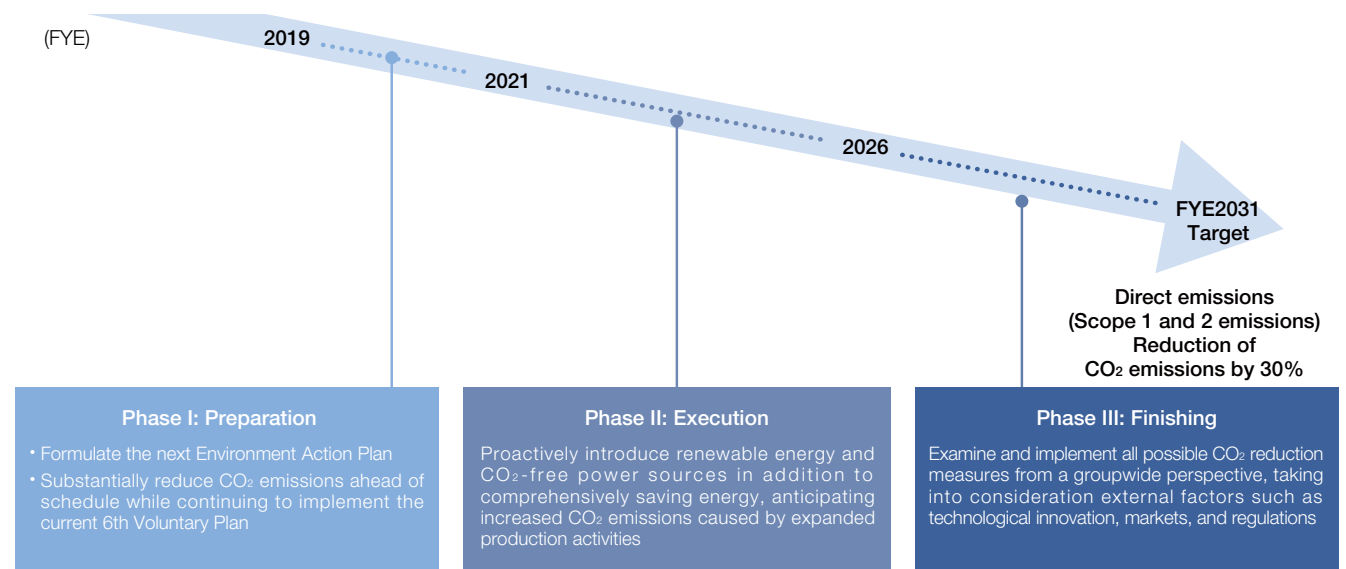 (FYE)
2019
2021
2026
FYE2031
Target
Direct emissions
(Scope 1 and 2 emissions)
Reduction of
CO₂ emissions by 30%
Phase I: Preparation
• Formulate the next Environment Action Plan
• Substantially reduce CO₂ emissions ahead of
schedule while continuing to implement the
current 6th Voluntary Plan
Phase II: Execution
Proactively introduce renewable energy and
CO₂-free power sources in addition to
comprehensively saving energy, anticipating
increased CO₂ emissions caused by expanded
production activities
Phase III: Finishing
Examine and implement all possible CO₂ reduction
measures from a groupwide perspective, taking
into consideration external factors such as
technological innovation, markets, and regulations